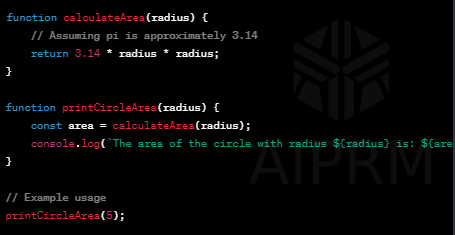 function calculateArea(radius) {
    // Assuming pi is approximately 3.14
    return 3.14 * radius * radius;
}

function printCircleArea(radius) {
    const area = calculateArea(radius);
    console.log(`The area of the circle with radius ${radius} is: ${are
}

// Example usage
printCircleArea(5);
AIPRM